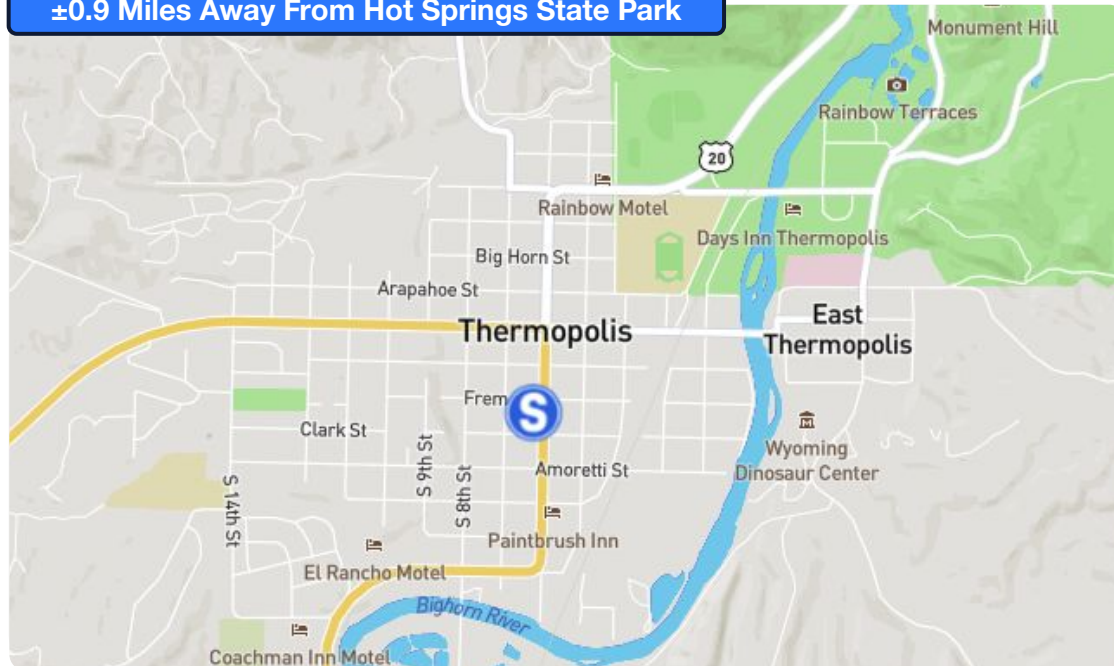 ±0.9 Miles Away From Hot Springs State Park
Monument Hill
Rainbow Terraces
20
Rainbow Motel
Days Inn Thermopolis
Big Horn St
Arapahoe St
Thermopolis
East
Thermopolis
Frem
S
Clark St
Wyoming
Dinosaur Center
S 9th St
S 8th St
Amoretti St
S 14th St
Paintbrush Inn
El Rancho Motel
Bighorn River
Coachman Inn Motel